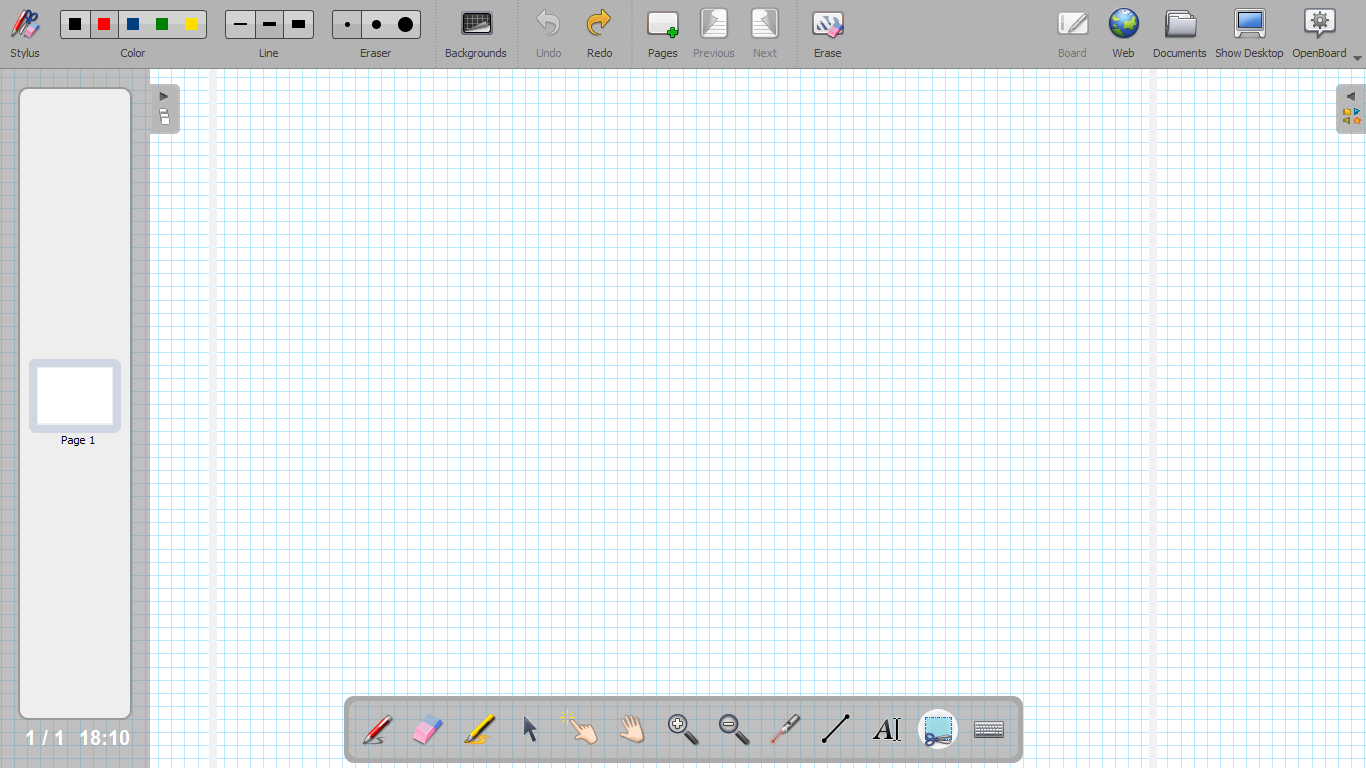 Stylus Color Line Eraser Backgrounds Undo Redo Pages Previous Next Erase Board Web Documents Show Desktop OpenBoard
Page 1
1 / 1 18:10